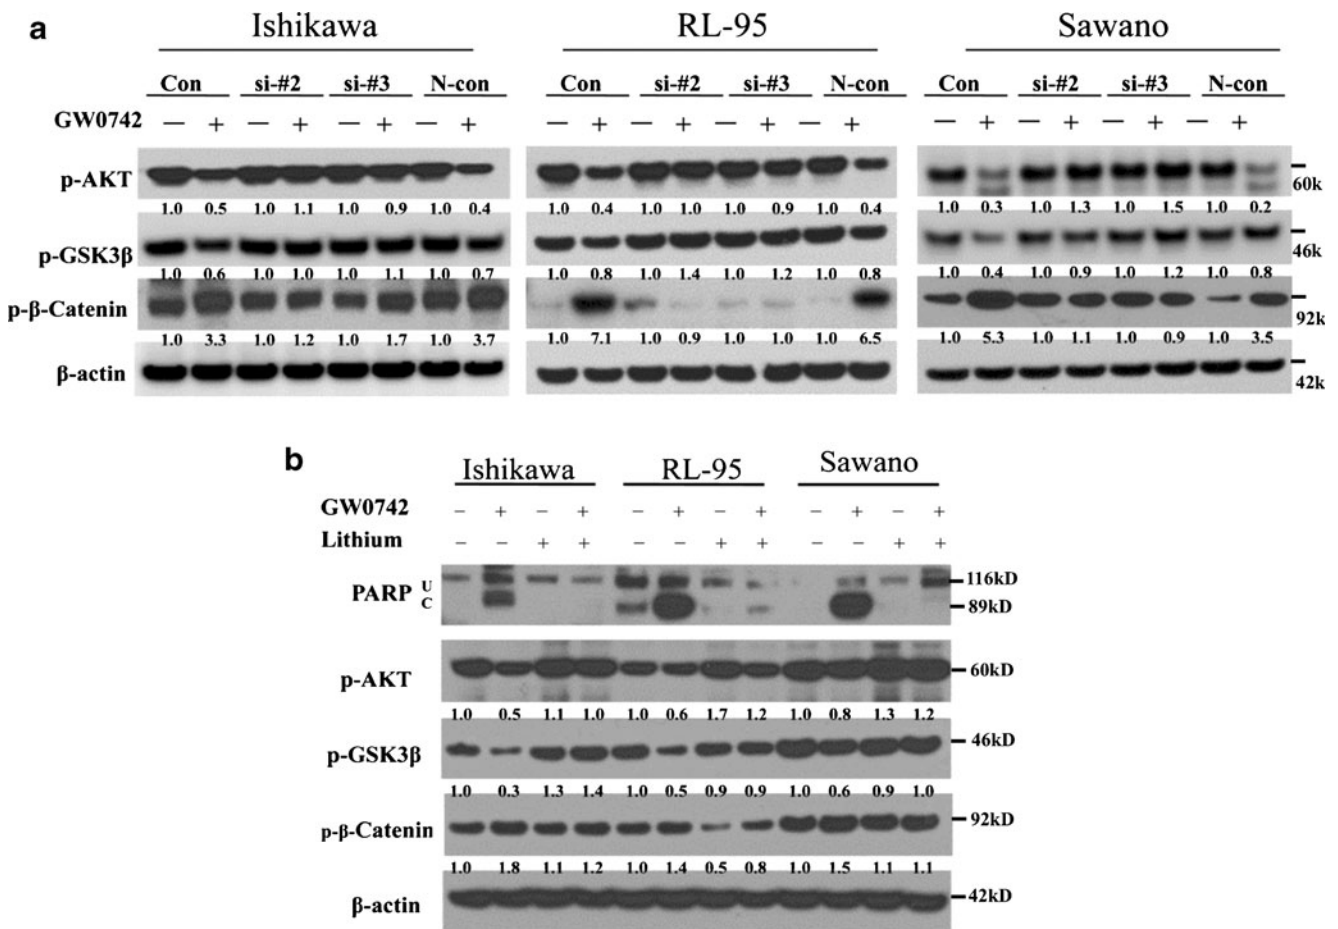 a
Ishikawa RL-95 Sawano
Con si-#2 si-#3 N-con Con si-#2 si-#3 N-con Con si-#2 si-#3 N-con
GW0742 — + — + — + — + — + — + — + — + — + — + — + — +
p-AKT 60k
1.0 0.5 1.0 1.1 1.0 0.9 1.0 0.4 1.0 0.4 1.0 1.0 1.0 0.9 1.0 0.4 1.0 0.3 1.0 1.3 1.0 1.5 1.0 0.2
p-GSK3β 46k
1.0 0.6 1.0 1.0 1.0 1.1 1.0 0.7 1.0 0.8 1.0 1.4 1.0 1.2 1.0 0.8 1.0 0.4 1.0 0.9 1.0 1.2 1.0 0.8
p-β-Catenin 92k
1.0 3.3 1.0 1.2 1.0 1.7 1.0 3.7 1.0 7.1 1.0 0.9 1.0 1.0 1.0 6.5 1.0 5.3 1.0 1.1 1.0 0.9 1.0 3.5
β-actin 42k
b
Ishikawa RL-95 Sawano
GW0742 – + – + – + – + – + – +
Lithium – – + + – – + + – – + +
PARP U 116kD
C 89kD
p-AKT 60kD
1.0 0.5 1.1 1.0 1.0 0.6 1.7 1.2 1.0 0.8 1.3 1.2
p-GSK3β 46kD
1.0 0.3 1.3 1.4 1.0 0.5 0.9 0.9 1.0 0.6 0.9 1.0
p-β-Catenin 92kD
1.0 1.8 1.1 1.2 1.0 1.4 0.5 0.8 1.0 1.5 1.1 1.1
β-actin 42kD